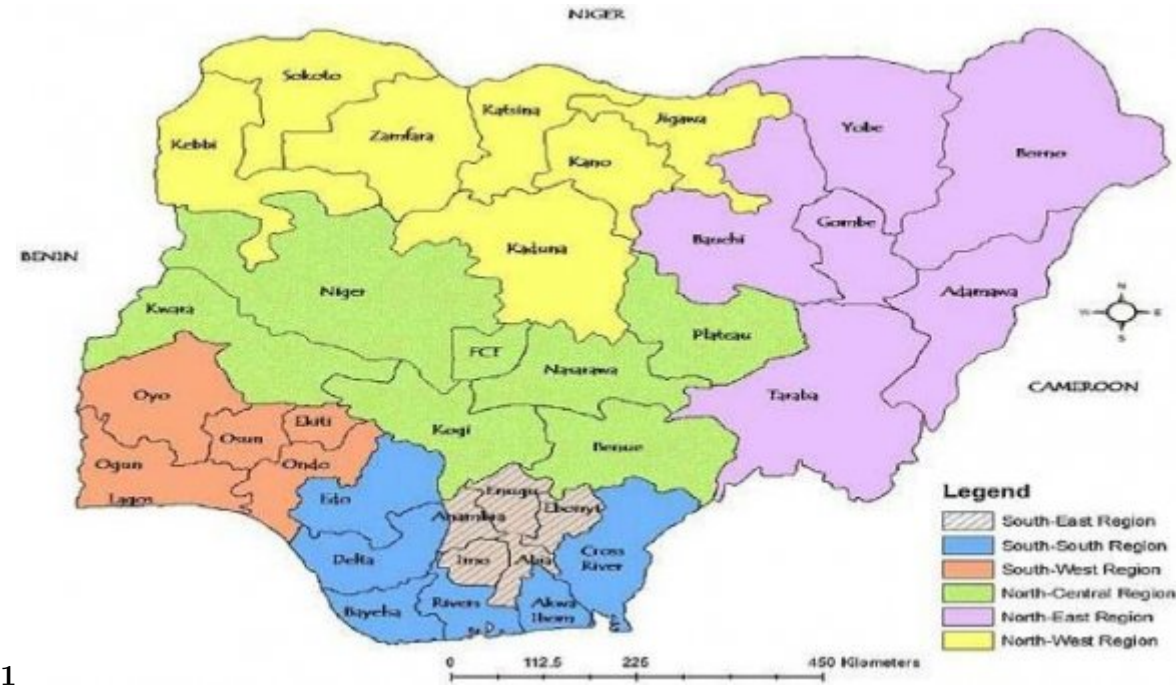 NIGER
Sokoto
Katsina
Jigawa
Yobe
Borno
Kebbi
Zamfara
Kano
Gombe
Bauchi
Kaduna
BENIN
Niger
Adamawa
N
W E
S
Kwara
Plateau
FCT
Nasarawa
CAMEROON
Oyo
Taraba
Ekiti
Kogi
Osun
Benue
Ogun
Ondo
Lagos
Edo
Enugu
Anambra
Ebonyi
Delta
Imo
Abia
Cross
River
Bayelsa
Rivers
Akwa
Ibom
Legend
South-East Region
South-South Region
South-West Region
North-Central Region
North-East Region
North-West Region
0 112.5 225 450 Kilometers
1